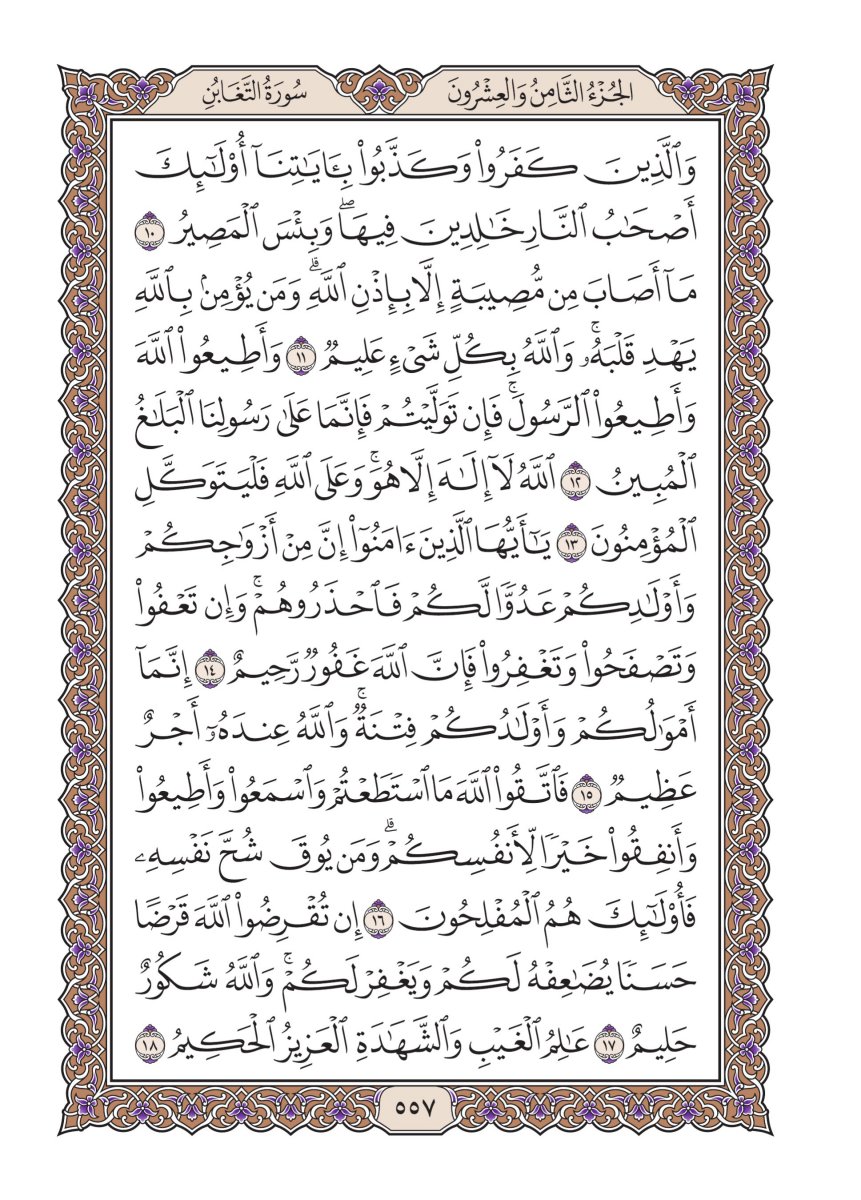 الجُزْءُ الثَّامِنُ وَالعِشْرُونَ
سُورَةُ التَّغَابُنِ
وَٱلَّذِينَ كَفَرُواْ وَكَذَّبُواْ بِـَٔايَٰتِنَآ أُوْلَٰٓئِكَ
أَصْحَٰبُ ٱلنَّارِ خَٰلِدِينَ فِيهَاۖ وَبِئْسَ ٱلْمَصِيرُ ١٠
مَآ أَصَابَ مِن مُّصِيبَةٍ إِلَّا بِإِذْنِ ٱللَّهِۗ وَمَن يُؤْمِنۢ بِٱللَّهِ
يَهْدِ قَلْبَهُۥۚ وَٱللَّهُ بِكُلِّ شَىْءٍ عَلِيمٌ ١١ وَأَطِيعُواْ ٱللَّهَ
وَأَطِيعُواْ ٱلرَّسُولَۚ فَإِن تَوَلَّيْتُمْ فَإِنَّمَا عَلَىٰ رَسُولِنَا ٱلْبَلَٰغُ
ٱلْمُبِينُ ١٢ ٱللَّهُ لَآ إِلَٰهَ إِلَّا هُوَۚ وَعَلَى ٱللَّهِ فَلْيَتَوَكَّلِ
ٱلْمُؤْمِنُونَ ١٣ يَٰٓأَيُّهَا ٱلَّذِينَ ءَامَنُوٓاْ إِنَّ مِنْ أَزْوَٰجِكُمْ
وَأَوْلَٰدِكُمْ عَدُوًّا لَّكُمْ فَٱحْذَرُوهُمْۚ وَإِن تَعْفُواْ
وَتَصْفَحُواْ وَتَغْفِرُواْ فَإِنَّ ٱللَّهَ غَفُورٌ رَّحِيمٌ ١٤ إِنَّمَآ
أَمْوَٰلُكُمْ وَأَوْلَٰدُكُمْ فِتْنَةٌۚ وَٱللَّهُ عِندَهُۥٓ أَجْرٌ
عَظِيمٌ ١٥ فَٱتَّقُواْ ٱللَّهَ مَا ٱسْتَطَعْتُمْ وَٱسْمَعُواْ وَأَطِيعُواْ
وَأَنفِقُواْ خَيْرًا لِّأَنفُسِكُمْۗ وَمَن يُوقَ شُحَّ نَفْسِهِۦ
فَأُوْلَٰٓئِكَ هُمُ ٱلْمُفْلِحُونَ ١٦ إِن تُقْرِضُواْ ٱللَّهَ قَرْضًا
حَسَنًا يُضَٰعِفْهُ لَكُمْ وَيَغْفِرْ لَكُمْۚ وَٱللَّهُ شَكُورٌ
حَلِيمٌ ١٧ عَٰلِمُ ٱلْغَيْبِ وَٱلشَّهَٰدَةِ ٱلْعَزِيزُ ٱلْحَكِيمُ ١٨
٥٥٧